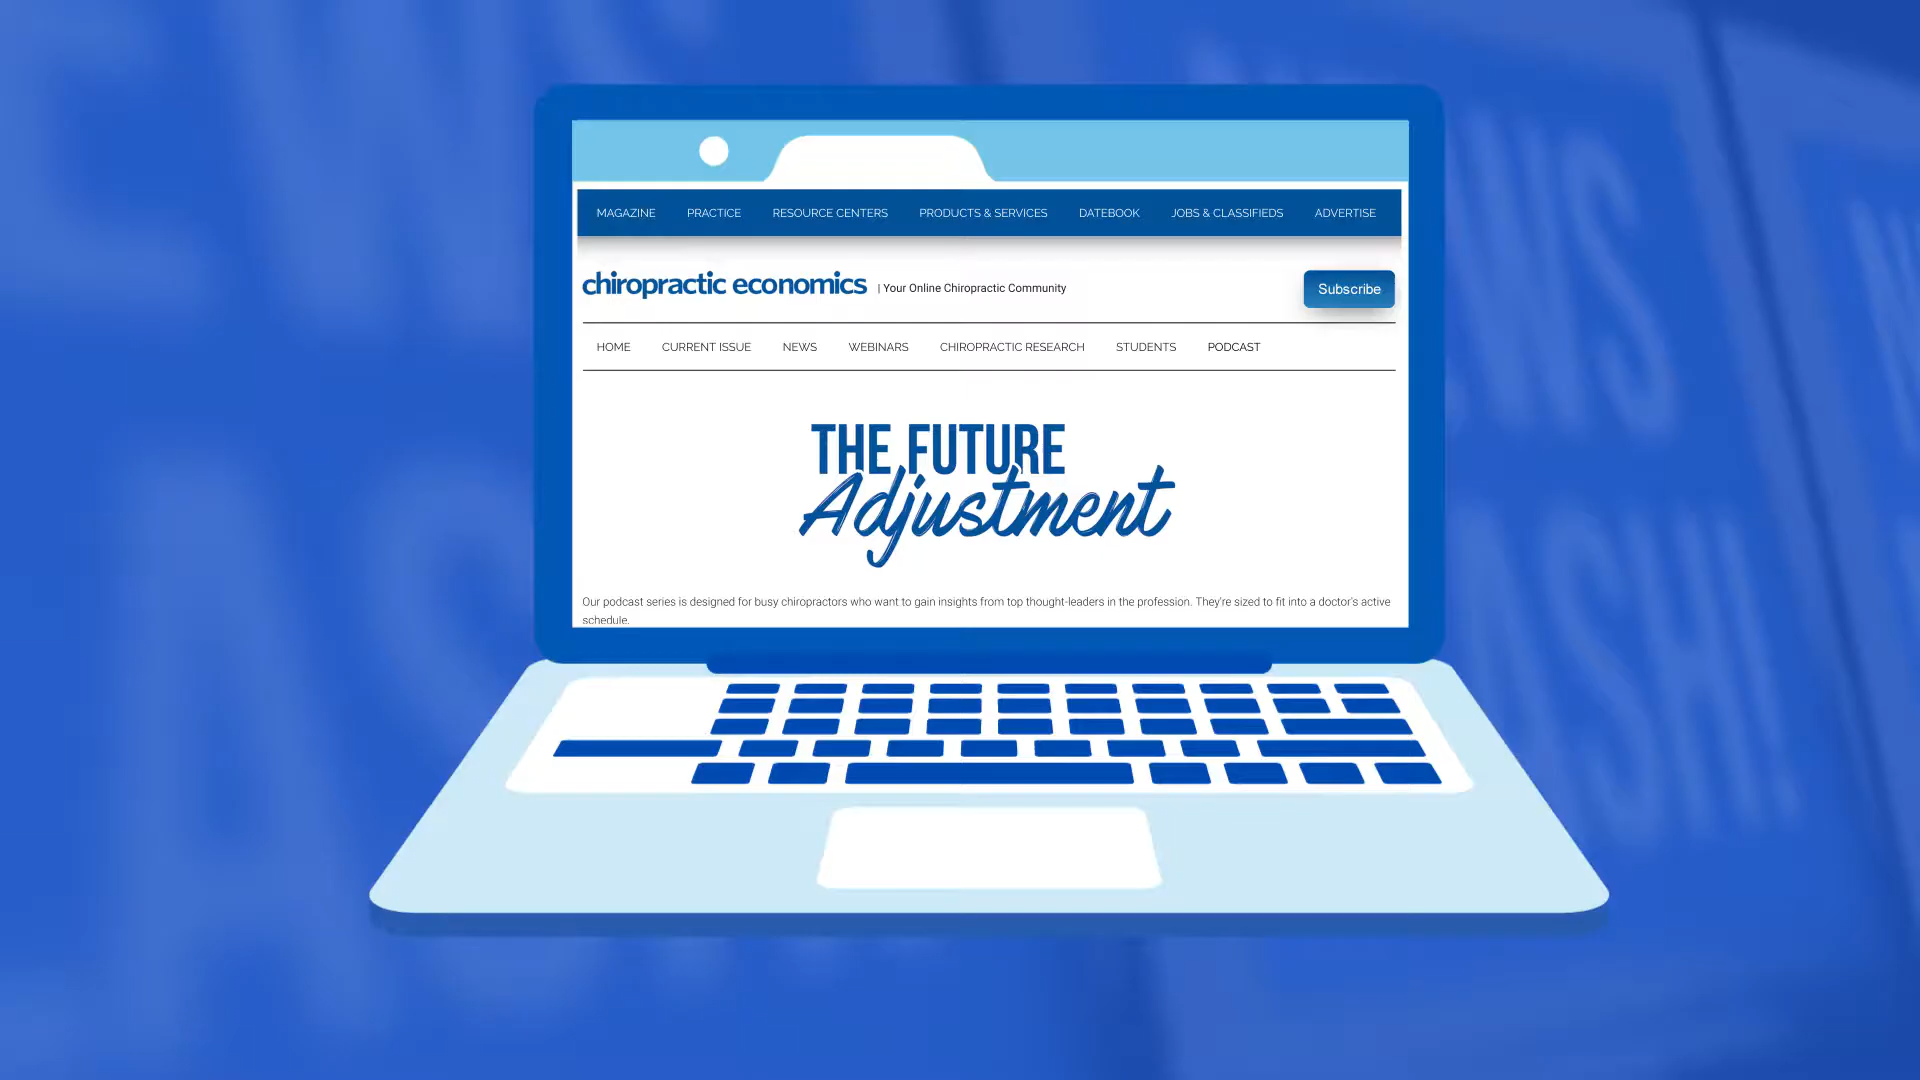 MAGAZINE PRACTICE RESOURCE CENTERS PRODUCTS & SERVICES DATEBOOK JOBS & CLASSIFIEDS ADVERTISE
chiropractic economics | Your Online Chiropractic Community Subscribe
HOME CURRENT ISSUE NEWS WEBINARS CHIROPRACTIC RESEARCH STUDENTS PODCAST
THE FUTURE
Adjustment
Our podcast series is designed for busy chiropractors who want to gain insights from top thought-leaders in the profession. They're sized to fit into a doctor's active
schedule.